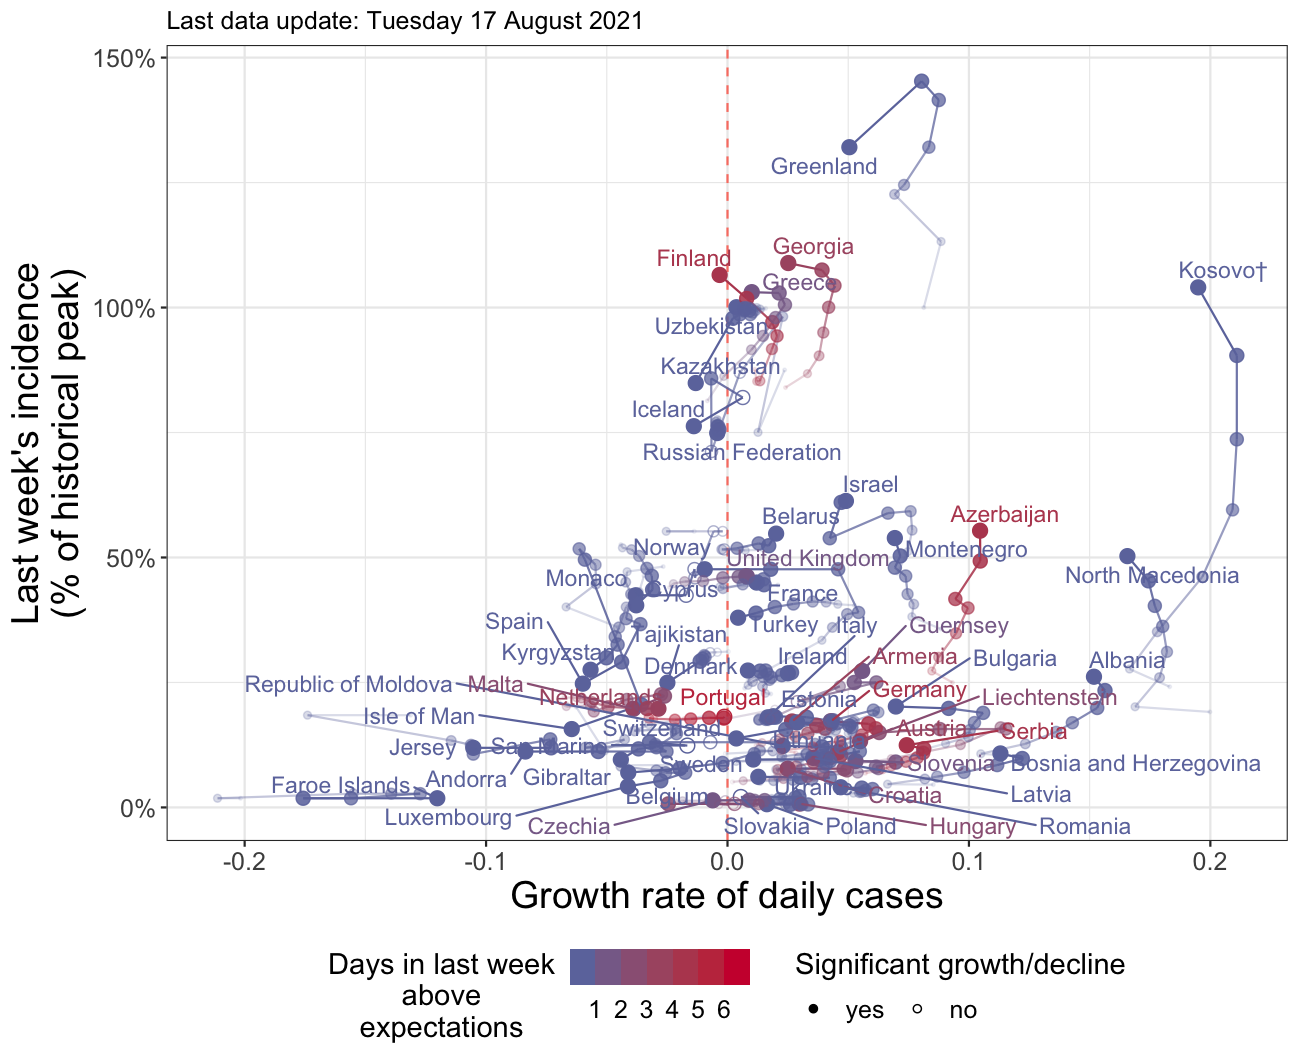 Last data update: Tuesday 17 August 2021
150%
Greenland
Finland
Georgia
Kosovo†
Greece
100%
Uzbekistan
Kazakhstan
Iceland
Russian Federation
Israel
Belarus
Azerbaijan
Norway
Montenegro
50%
United Kingdom
North Macedonia
Monaco
Cyprus
France
Spain
Tajikistan
Turkey
Italy
Guernsey
Kyrgyzstan
Denmark
Ireland
Armenia
Bulgaria
Albania
Republic of Moldova
Malta
Netherlands
Portugal
Estonia
Germany
Liechtenstein
Isle of Man
Switzerland
Austria
Serbia
Jersey
San Marino
Lithuania
Andorra
Gibraltar
Sweden
Slovenia
Bosnia and Herzegovina
Faroe Islands
Belgium
Ukraine
Croatia
Latvia
0%
Luxembourg
Czechia
Slovakia
Poland
Hungary
Romania
-0.2
-0.1
0.0
0.1
0.2
Last week's incidence
(% of historical peak)
Growth rate of daily cases
Days in last week
above
expectations
1 2 3 4 5 6
Significant growth/decline
yes
no